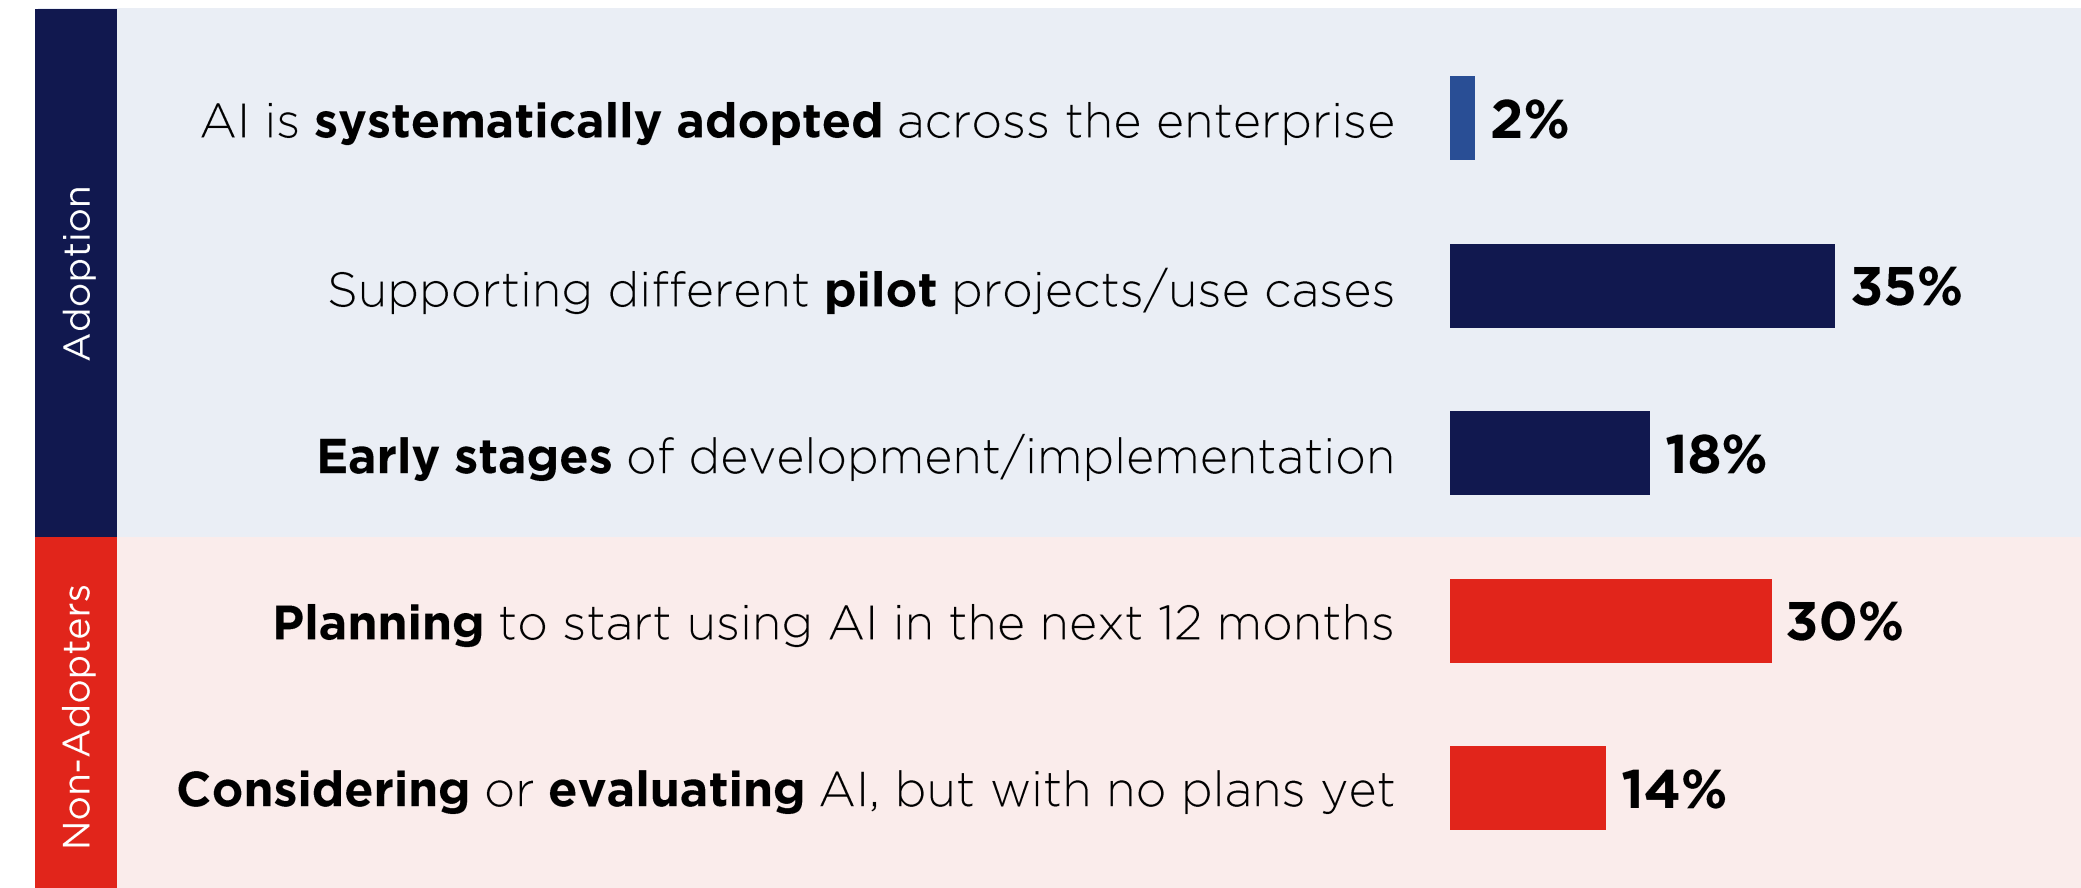 Adoption
AI is systematically adopted across the enterprise
2%
Supporting different pilot projects/use cases
35%
Early stages of development/implementation
18%
Non-Adopters
Planning to start using AI in the next 12 months
30%
Considering or evaluating AI, but with no plans yet
14%